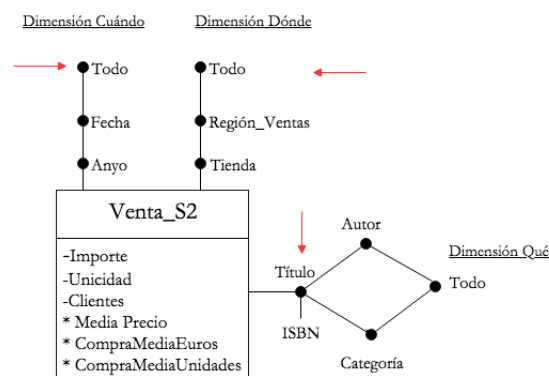 Dimensión Cuándo
Dimensión Dónde
Todo
Todo
Fecha
Región_Ventas
Anyo
Tienda
Venta_S2
-Importe
-Unicidad
-Clientes
* Media Precio
* CompraMediaEuros
* CompraMediaUnidades
Autor
Título
Dimensión Qué
Todo
ISBN
Categoría